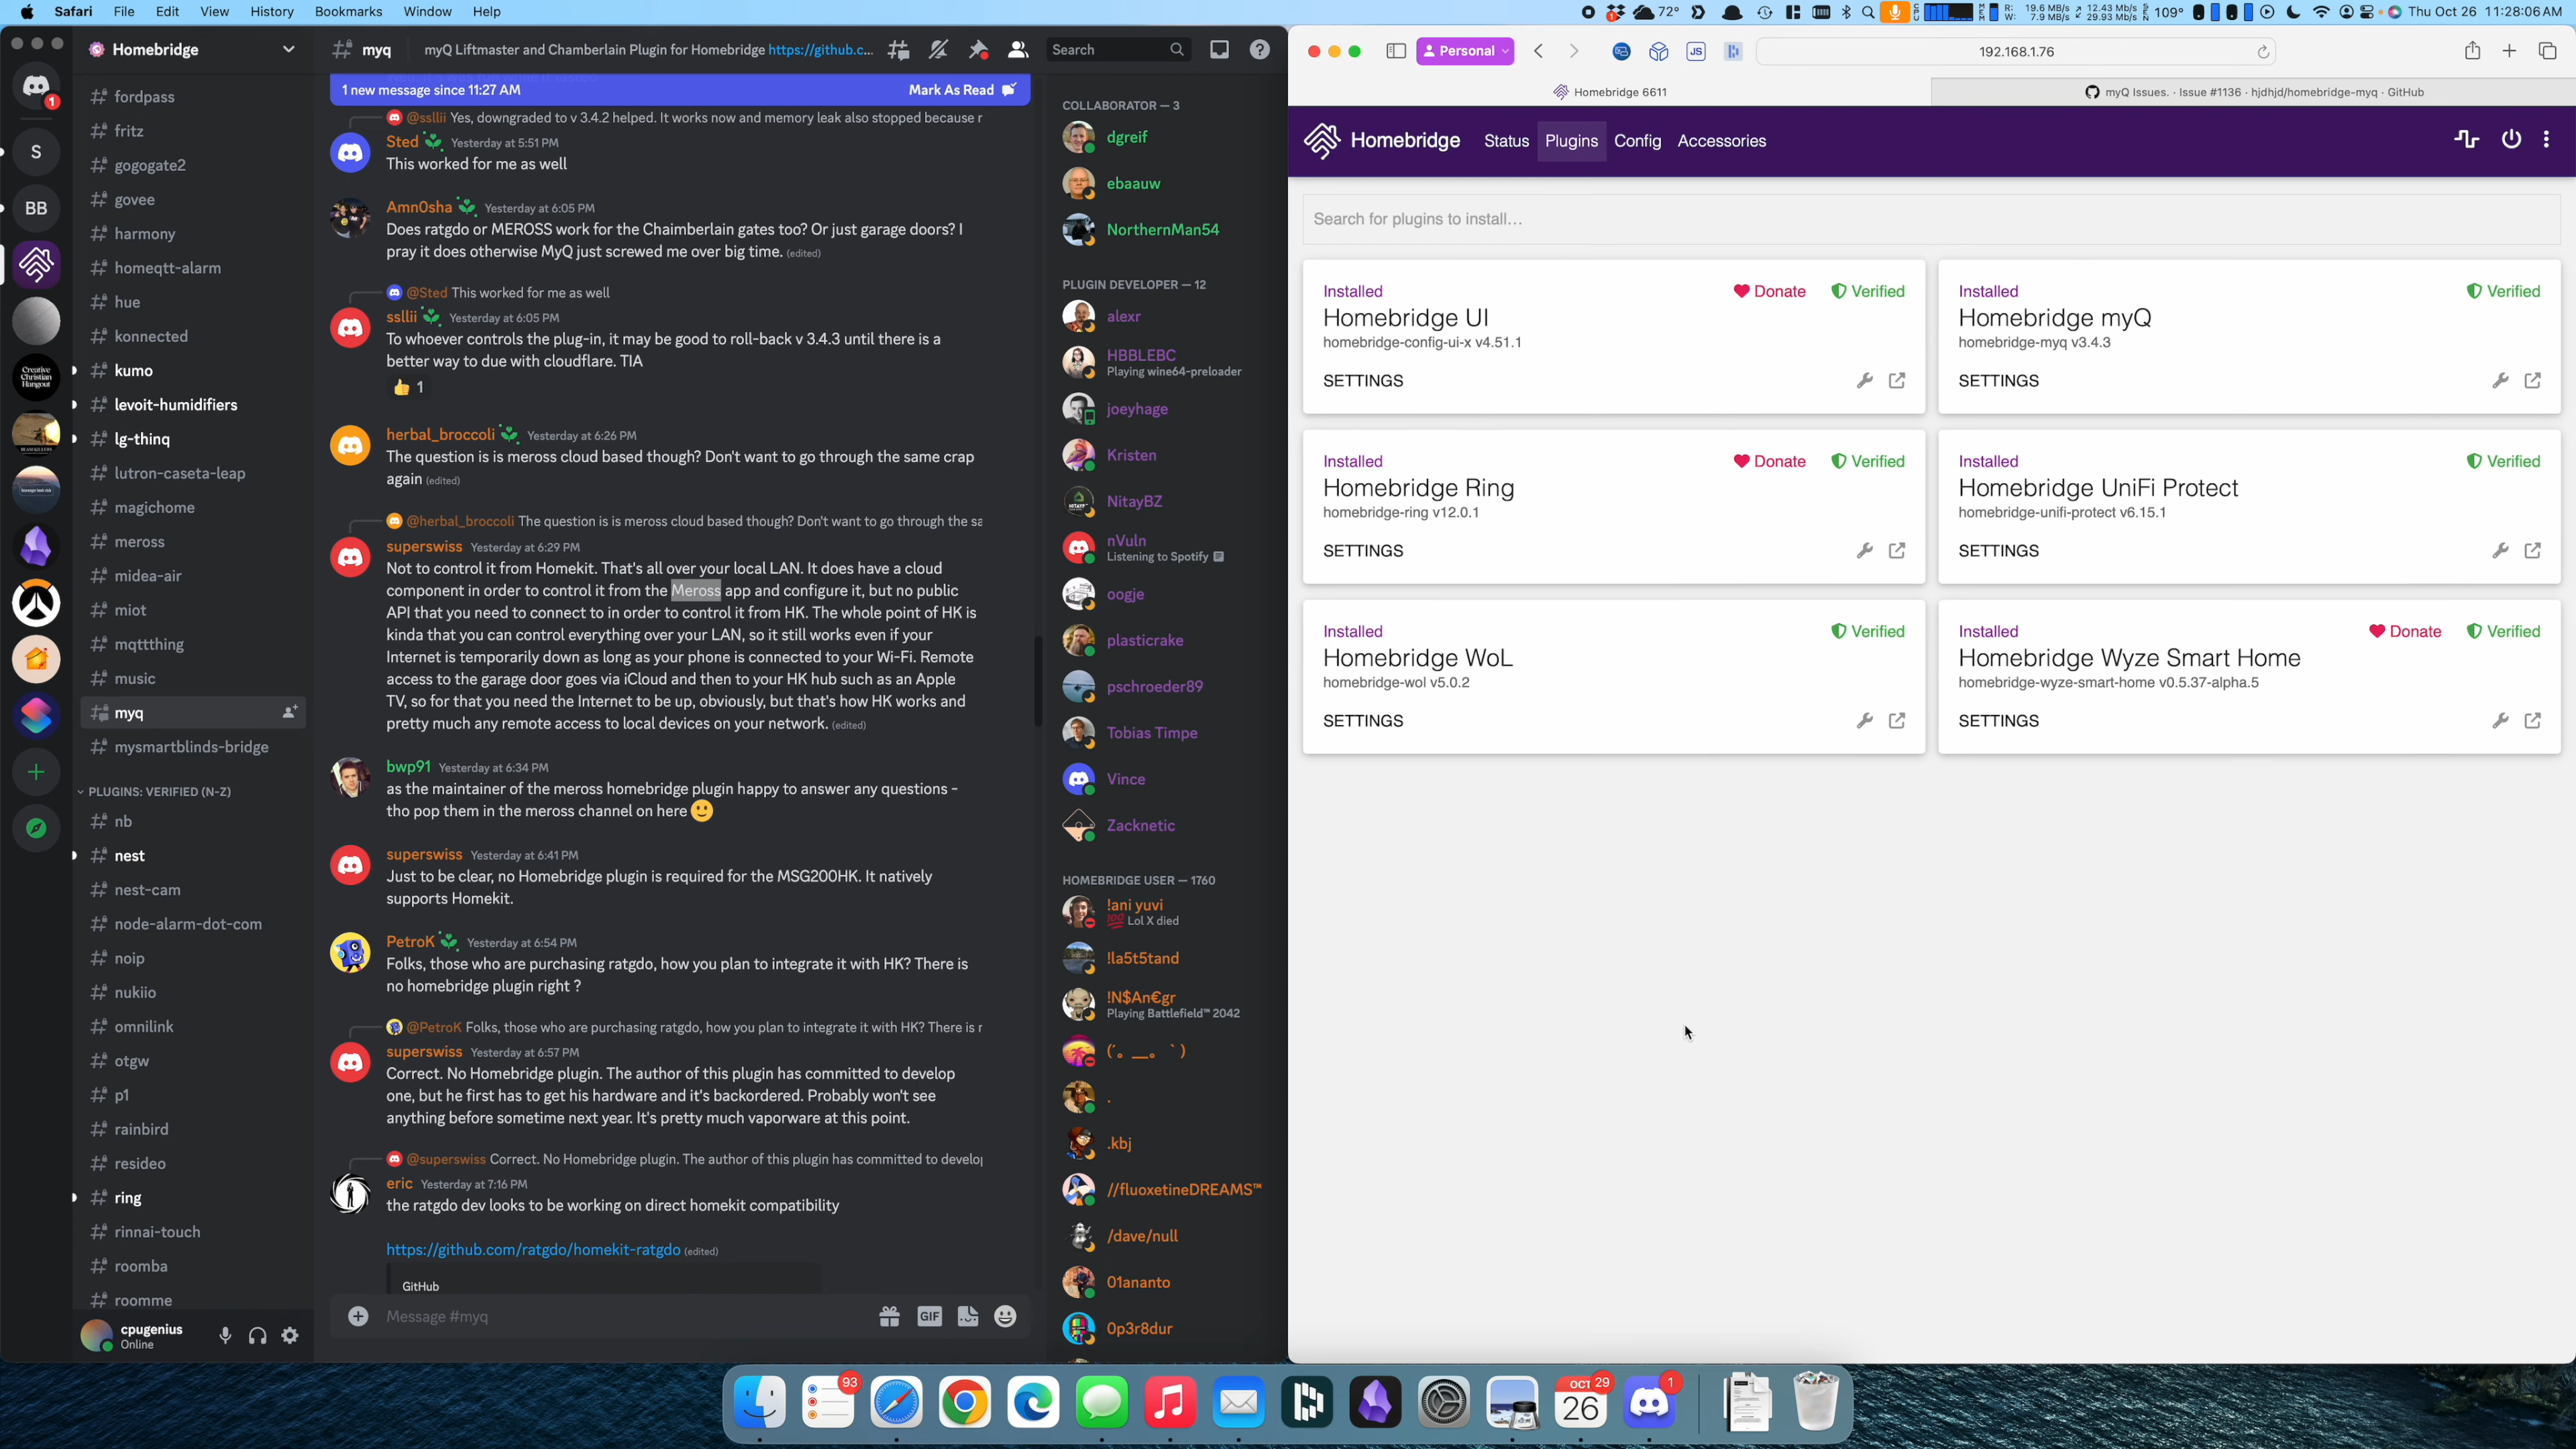 Safari File Edit View History Bookmarks Window Help
72° 109° Thu Oct 26 11:28:06 AM
R: 19.6 MB/s 12.43 Mb/s
W: 7.9 MB/s 29.93 Mb/s
Homebridge
1
S
BB
Creative
Christian
Hangout
fordpass
fritz
gogogate2
govee
harmony
homeqtt-alarm
hue
konnected
kumo
levoit-humidifiers
lg-thinq
lutron-caseta-leap
magichome
meross
midea-air
miot
mqttthing
music
myq
mysmartblinds-bridge
PLUGINS: VERIFIED (N-Z)
nb
nest
nest-cam
node-alarm-dot-com
noip
nukiio
omnilink
otgw
p1
rainbird
resideo
ring
rinnai-touch
roomba
roomme
cpugenius
Online
myq myQ Liftmaster and Chamberlain Plugin for Homebridge https://github.c... Search
1 new message since 11:27 AM Mark As Read
@ssllii Yes, downgraded to v 3.4.2 helped. It works now and memory leak also stopped because r
Sted Yesterday at 5:51 PM
This worked for me as well
Amn0sha Yesterday at 6:05 PM
Does ratgdo or MEROSS work for the Chaimberlain gates too? Or just garage doors? I
pray it does otherwise MyQ just screwed me over big time. (edited)
@Sted This worked for me as well
ssllii Yesterday at 6:05 PM
To whoever controls the plug-in, it may be good to roll-back v 3.4.3 until there is a
better way to due with cloudflare. TIA
1
herbal_broccoli Yesterday at 6:26 PM
The question is is meross cloud based though? Don't want to go through the same crap
again (edited)
@herbal_broccoli The question is is meross cloud based though? Don't want to go through the sa
superswiss Yesterday at 6:29 PM
Not to control it from Homekit. That's all over your local LAN. It does have a cloud
component in order to control it from the Meross app and configure it, but no public
API that you need to connect to in order to control it from HK. The whole point of HK is
kinda that you can control everything over your LAN, so it still works even if your
Internet is temporarily down as long as your phone is connected to your Wi-Fi. Remote
access to the garage door goes via iCloud and then to your HK hub such as an Apple
TV, so for that you need the Internet to be up, obviously, but that's how HK works and
pretty much any remote access to local devices on your network. (edited)
bwp91 Yesterday at 6:34 PM
as the maintainer of the meross homebridge plugin happy to answer any questions -
tho pop them in the meross channel on here
superswiss Yesterday at 6:41 PM
Just to be clear, no Homebridge plugin is required for the MSG200HK. It natively
supports Homekit.
PetroK Yesterday at 6:54 PM
Folks, those who are purchasing ratgdo, how you plan to integrate it with HK? There is
no homebridge plugin right ?
@PetroK Folks, those who are purchasing ratgdo, how you plan to integrate it with HK? There is r
superswiss Yesterday at 6:57 PM
Correct. No Homebridge plugin. The author of this plugin has committed to develop
one, but he first has to get his hardware and it's backordered. Probably won't see
anything before sometime next year. It's pretty much vaporware at this point.
@superswiss Correct. No Homebridge plugin. The author of this plugin has committed to develop
eric Yesterday at 7:16 PM
the ratgdo dev looks to be working on direct homekit compatibility
https://github.com/ratgdo/homekit-ratgdo (edited)
GitHub
Message #myq
GIF
COLLABORATOR — 3
dgreif
ebaauw
NorthernMan54
PLUGIN DEVELOPER — 12
alexr
HBBLEBC
Playing wine64-preloader
joeyhage
Kristen
NitayBZ
nVuln
Listening to Spotify
oogje
plasticrake
pschroeder89
Tobias Timpe
Vince
Zacknetic
HOMEBRIDGE USER — 1760
!ani yuvi
💯 Lol X died
!la5t5tand
!N$An€gr
Playing Battlefield™ 2042
(´。＿。｀)
.
.kbj
//fluoxetineDREAMS™
/dave/null
01ananto
0p3r8dur
Personal
JS
192.168.1.76
Homebridge 6611
myQ Issues. · Issue #1136 · hjdhjd/homebridge-myq · GitHub
Homebridge Status Plugins Config Accessories
Search for plugins to install...
Installed Donate Verified
Homebridge UI
homebridge-config-ui-x v4.51.1
SETTINGS
Installed Verified
Homebridge myQ
homebridge-myq v3.4.3
SETTINGS
Installed Donate Verified
Homebridge Ring
homebridge-ring v12.0.1
SETTINGS
Installed Verified
Homebridge UniFi Protect
homebridge-unifi-protect v6.15.1
SETTINGS
Installed Verified
Homebridge WoL
homebridge-wol v5.0.2
SETTINGS
Installed Donate Verified
Homebridge Wyze Smart Home
homebridge-wyze-smart-home v0.5.37-alpha.5
SETTINGS
93
OCT 29
26
1